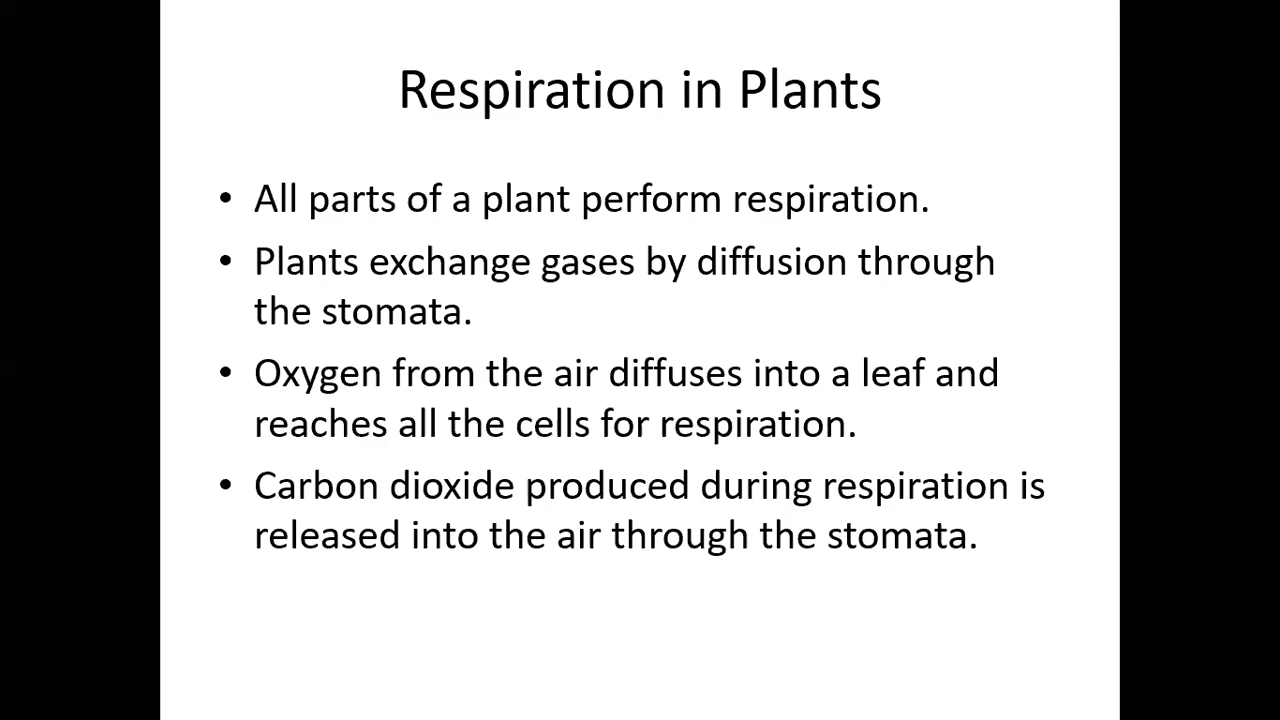 Respiration in Plants
• All parts of a plant perform respiration.
• Plants exchange gases by diffusion through
the stomata.
• Oxygen from the air diffuses into a leaf and
reaches all the cells for respiration.
• Carbon dioxide produced during respiration is
released into the air through the stomata.